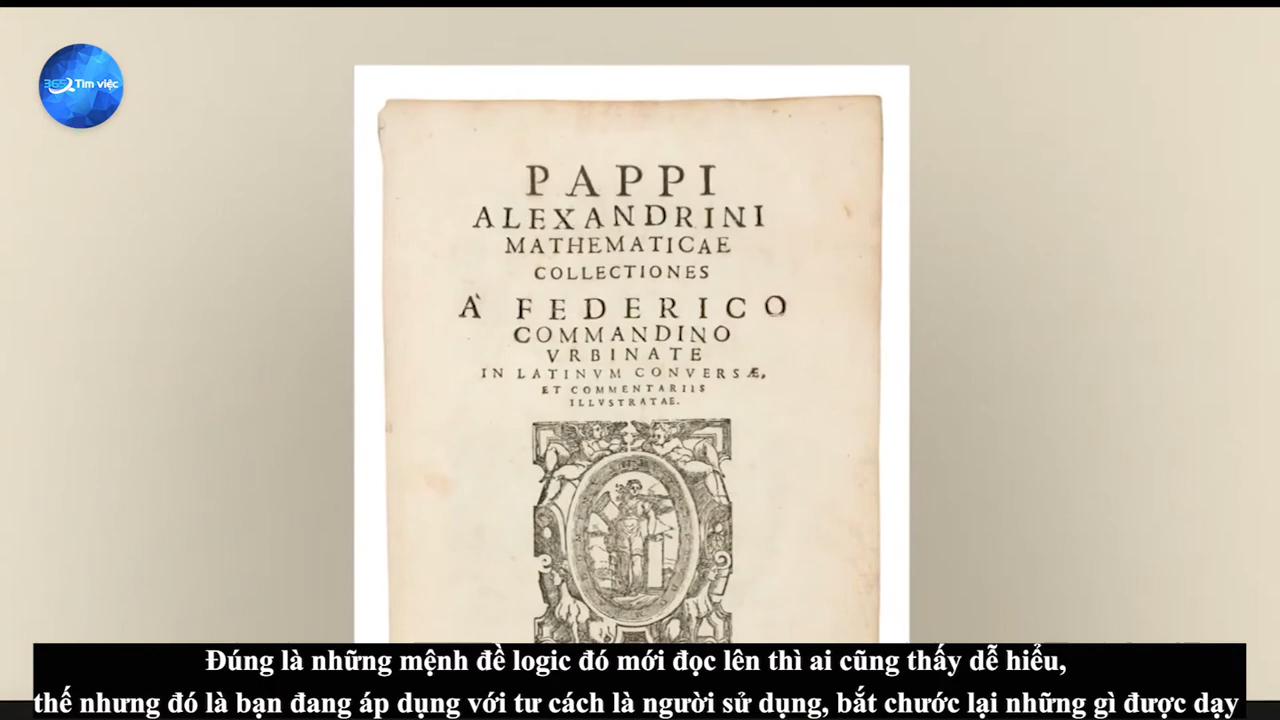 365 Tìm việc
PAPPI
ALEXANDRINI
MATHEMATICAE
COLLECTIONES
A' FEDERICO
COMMANDINO
VRBINATE
IN LATINVM CONVERSÆ,
ET COMMENTARIIS
ILLVSTRATAE.
Đúng là những mệnh đề logic đó mới đọc lên thì ai cũng thấy dễ hiểu,
thế nhưng đó là bạn đang áp dụng với tư cách là người sử dụng, bắt chước lại những gì được dạy